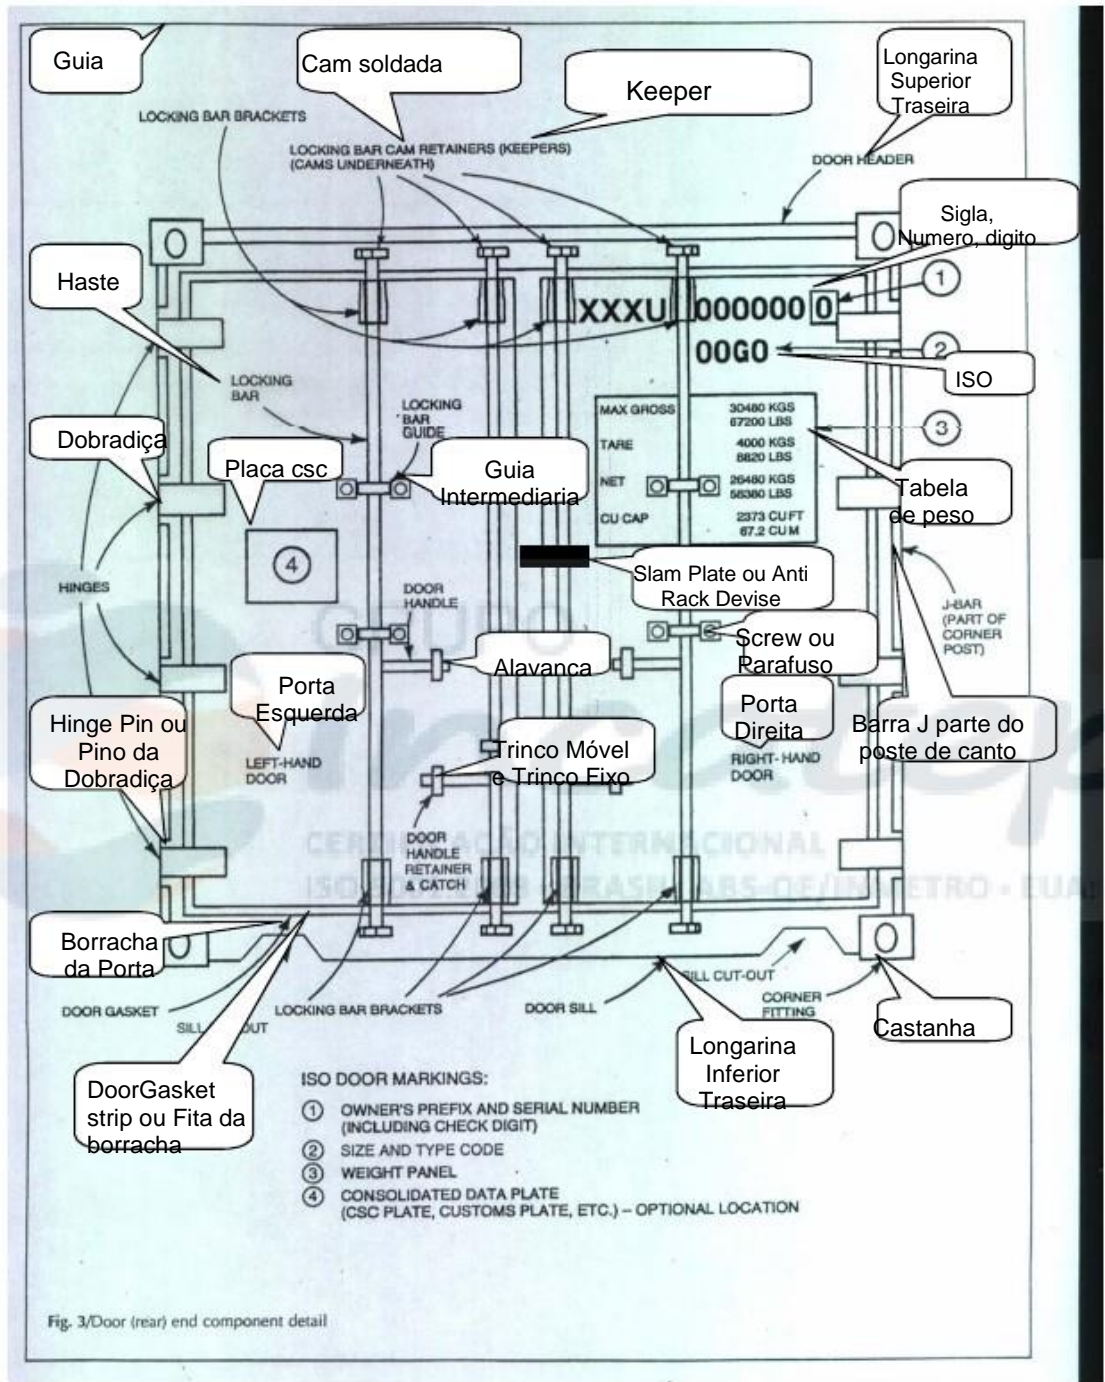 Guia
Cam soldada
Keeper
Longarina
Superior
Traseira
LOCKING BAR BRACKETS
LOCKING BAR CAM RETAINERS (KEEPERS)
(CAMS UNDERNEATH)
DOOR HEADER
Sigla,
Numero, digito
Haste
XXXU 000000 0
1
00G0
2
ISO
LOCKING
BAR
LOCKING
BAR
GUIDE
MAX GROSS 30480 KGS
67200 LBS
TARE 4000 KGS
8820 LBS
NET 26480 KGS
58380 LBS
CU CAP 2373 CU FT
67.2 CU M
3
Dobradiça
Placa csc
Guia
Intermediaria
Tabela
de peso
4
HINGES
DOOR
HANDLE
Slam Plate ou Anti
Rack Devise
J-BAR
(PART OF
CORNER
POST)
GRUPO
Alavanca
Screw ou
Parafuso
Porta
Esquerda
Porta
Direita
Hinge Pin ou
Pino da
Dobradiça
LEFT-HAND
DOOR
Trinco Móvel
e Trinco Fixo
RIGHT-HAND
DOOR
Barra J parte do
poste de canto
DOOR
HANDLE
RETAINER
& CATCH
Borracha
da Porta
DOOR GASKET
LOCKING BAR BRACKETS
DOOR SILL
SILL CUT-OUT
CORNER
FITTING
Castanha
DoorGasket
strip ou Fita da
borracha
Longarina
Inferior
Traseira
ISO DOOR MARKINGS:
1 OWNER'S PREFIX AND SERIAL NUMBER
(INCLUDING CHECK DIGIT)
2 SIZE AND TYPE CODE
3 WEIGHT PANEL
4 CONSOLIDATED DATA PLATE
(CSC PLATE, CUSTOMS PLATE, ETC.) – OPTIONAL LOCATION
Fig. 3/Door (rear) end component detail